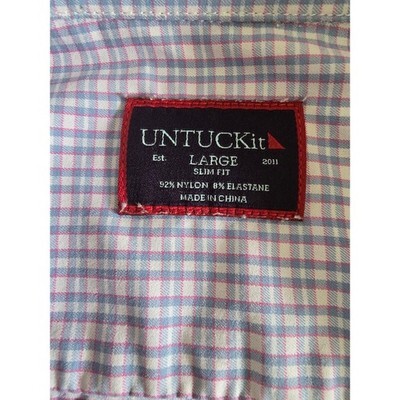 UNTUCKit
Est. LARGE 2011
SLIM FIT
92% NYLON 8% ELASTANE
MADE IN CHINA